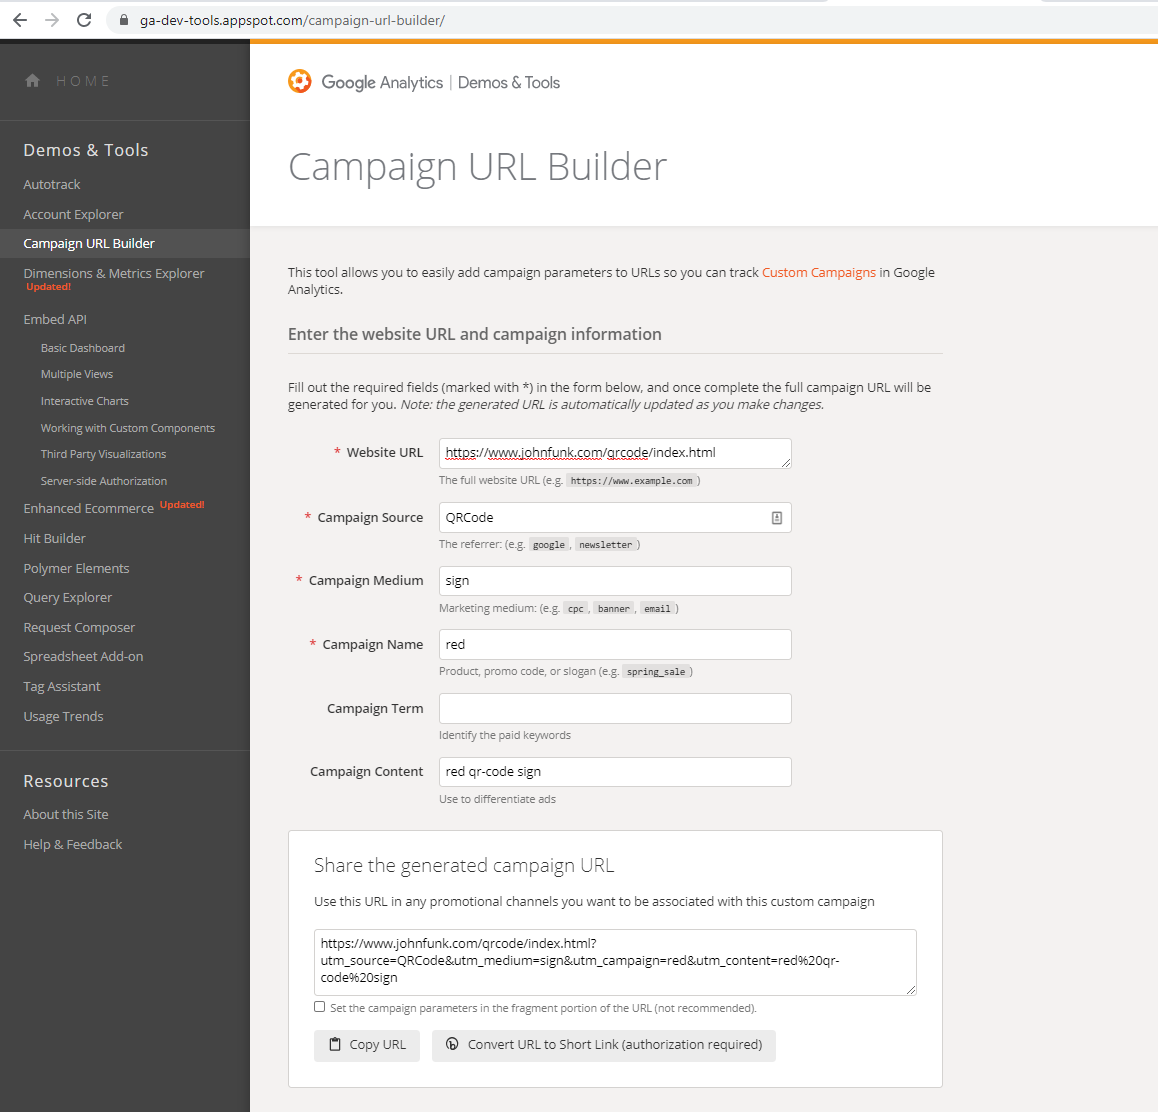 ga-dev-tools.appspot.com/campaign-url-builder/
HOME
Demos & Tools
Autotrack
Account Explorer
Campaign URL Builder
Dimensions & Metrics Explorer
Updated!
Embed API
Basic Dashboard
Multiple Views
Interactive Charts
Working with Custom Components
Third Party Visualizations
Server-side Authorization
Enhanced Ecommerce Updated!
Hit Builder
Polymer Elements
Query Explorer
Request Composer
Spreadsheet Add-on
Tag Assistant
Usage Trends
Resources
About this Site
Help & Feedback
Google Analytics | Demos & Tools
Campaign URL Builder
This tool allows you to easily add campaign parameters to URLs so you can track Custom Campaigns in Google
Analytics.
Enter the website URL and campaign information
Fill out the required fields (marked with *) in the form below, and once complete the full campaign URL will be
generated for you. Note: the generated URL is automatically updated as you make changes.
* Website URL https://www.johnfunk.com/qrcode/index.html
The full website URL (e.g. https://www.example.com )
* Campaign Source QRCode
The referrer: (e.g. google , newsletter )
* Campaign Medium sign
Marketing medium: (e.g. cpc , banner , email )
* Campaign Name red
Product, promo code, or slogan (e.g. spring_sale )
Campaign Term
Identify the paid keywords
Campaign Content red qr-code sign
Use to differentiate ads
Share the generated campaign URL
Use this URL in any promotional channels you want to be associated with this custom campaign
https://www.johnfunk.com/qrcode/index.html?
utm_source=QRCode&utm_medium=sign&utm_campaign=red&utm_content=red%20qr-
code%20sign
Set the campaign parameters in the fragment portion of the URL (not recommended).
Copy URL Convert URL to Short Link (authorization required)